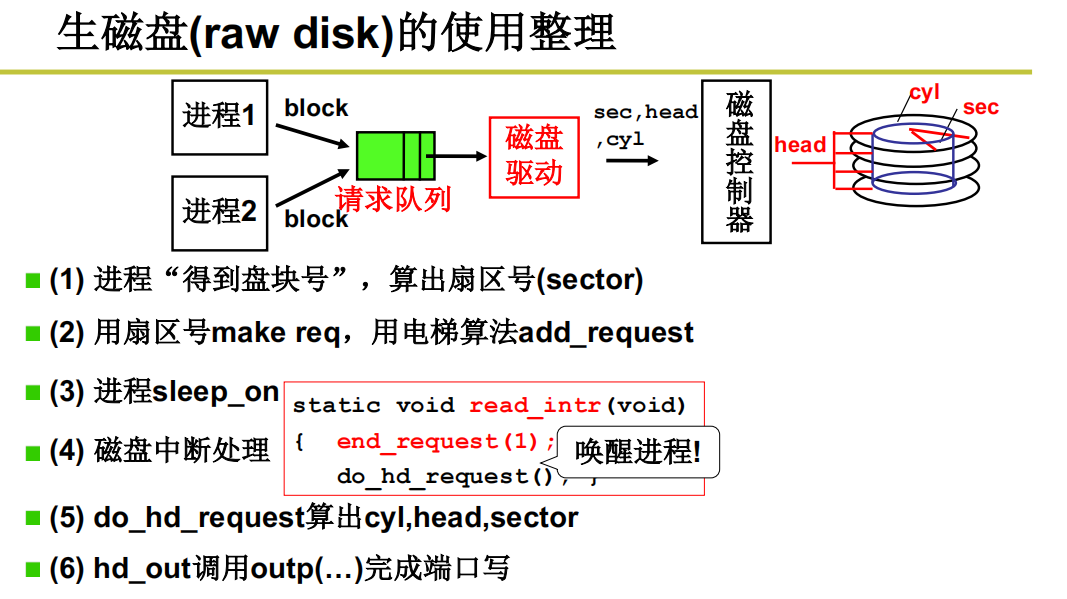 生磁盘(raw disk)的使用整理
进程1
block
进程2
block
请求队列
磁盘
驱动
sec,head
,cyl
磁盘控制器
head
cyl
sec
(1) 进程“得到盘块号”，算出扇区号(sector)
(2) 用扇区号make req，用电梯算法add_request
(3) 进程sleep_on
static void read_intr(void)
{ end_request(1);
do_hd_request(); }
唤醒进程!
(4) 磁盘中断处理
(5) do_hd_request算出cyl,head,sector
(6) hd_out调用outp(…)完成端口写